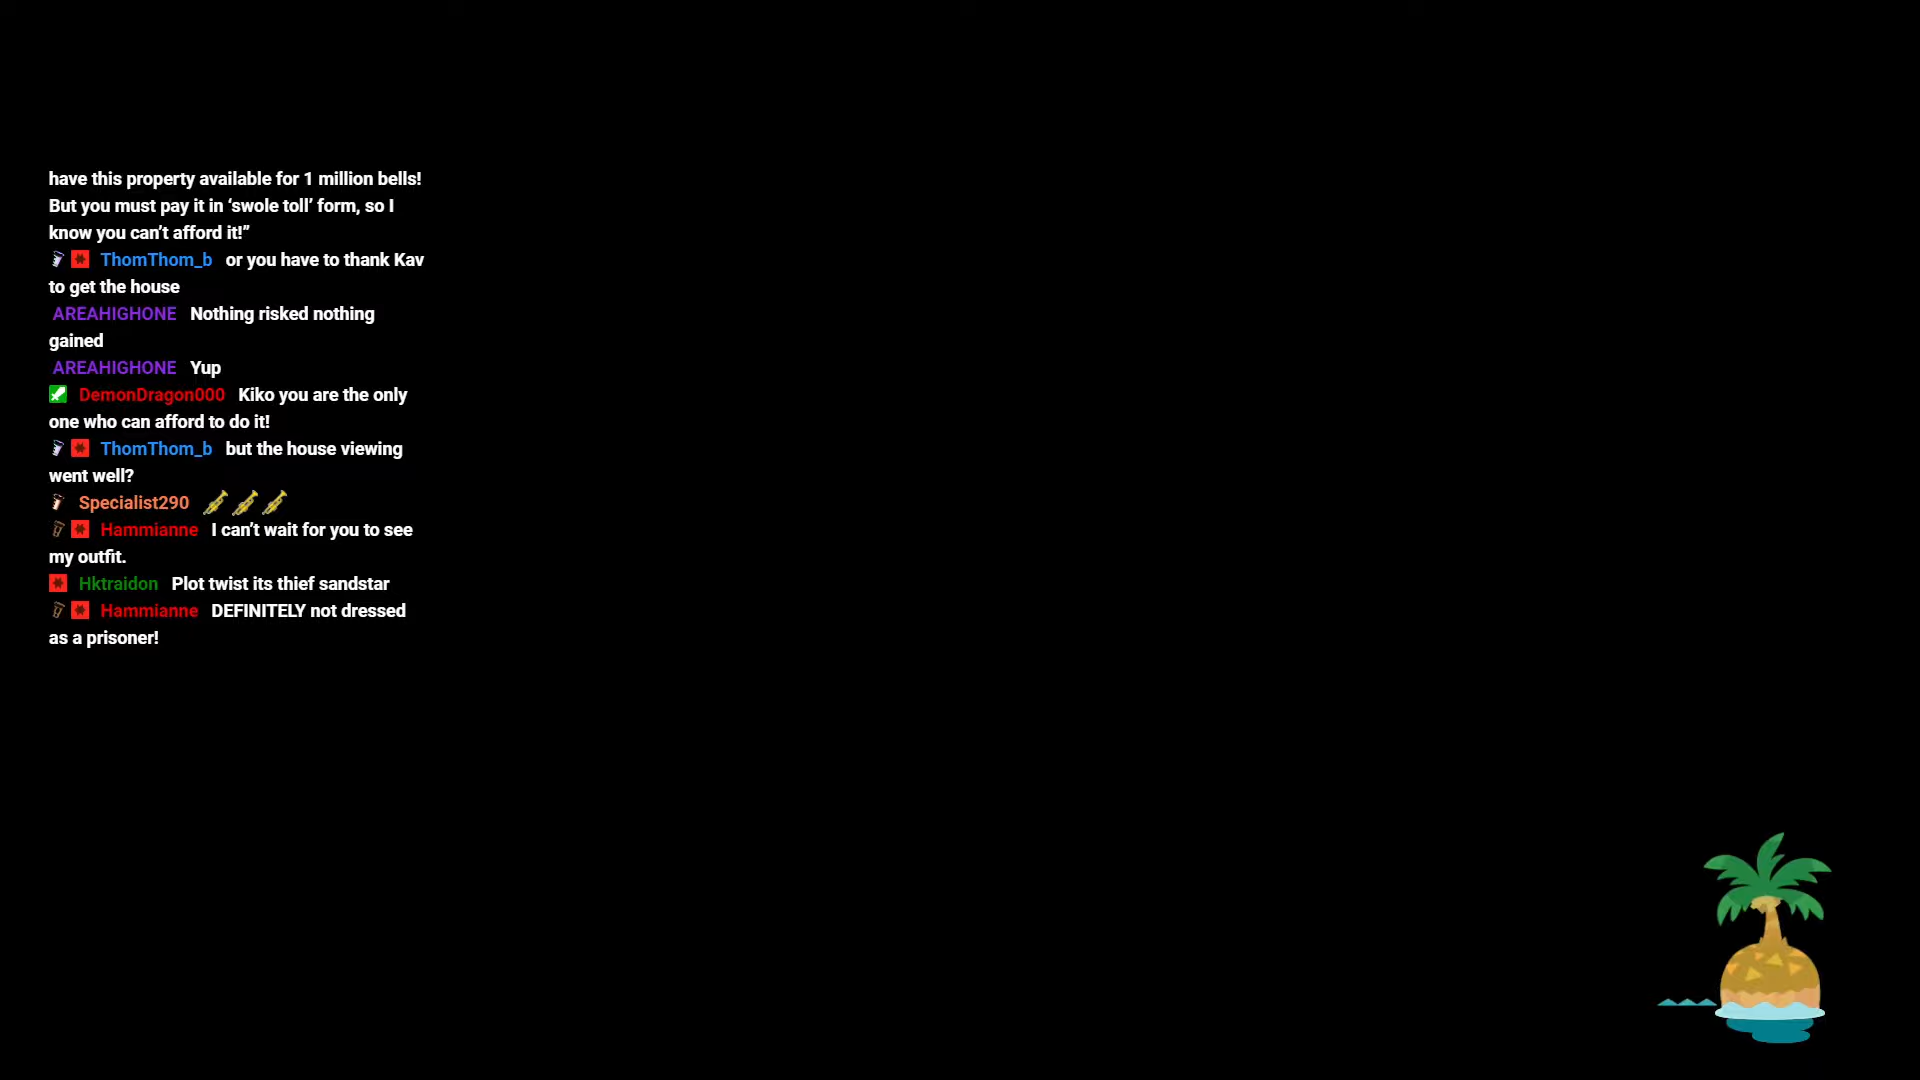 have this property available for 1 million bells!
But you must pay it in ‘swole toll’ form, so I
know you can’t afford it!”
ThomThom_b or you have to thank Kav
to get the house
AREAHIGHONE Nothing risked nothing
gained
AREAHIGHONE Yup
DemonDragon000 Kiko you are the only
one who can afford to do it!
ThomThom_b but the house viewing
went well?
Specialist290
Hammianne I can’t wait for you to see
my outfit.
Hktraidon Plot twist its thief sandstar
Hammianne DEFINITELY not dressed
as a prisoner!